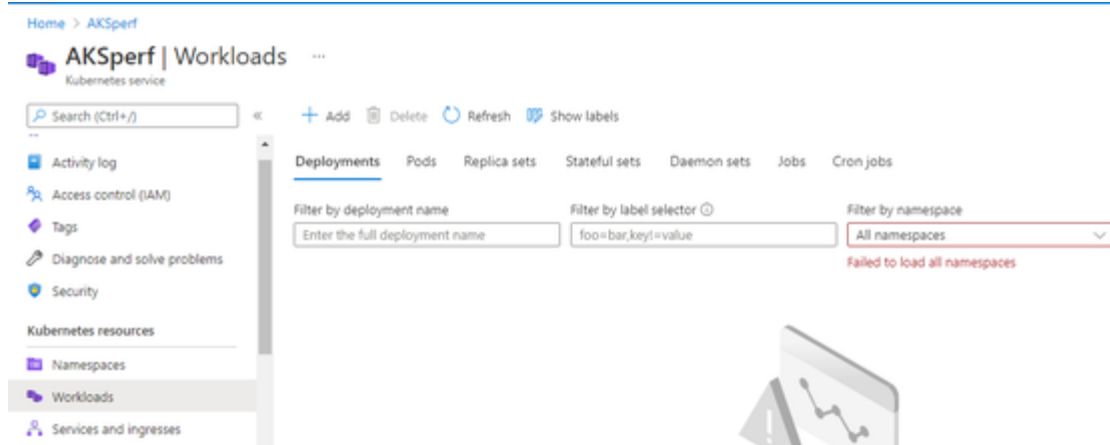 Home > AKSperf
AKSperf | Workloads ...
Kubernetes service
Search (Ctrl+/) «
+ Add Delete Refresh Show labels
Activity log
Access control (IAM)
Tags
Diagnose and solve problems
Security
Kubernetes resources
Namespaces
Workloads
Services and ingresses
Deployments Pods Replica sets Stateful sets Daemon sets Jobs Cron jobs
Filter by deployment name Filter by label selector Filter by namespace
Enter the full deployment name foo=bar,key!=value All namespaces
Failed to load all namespaces